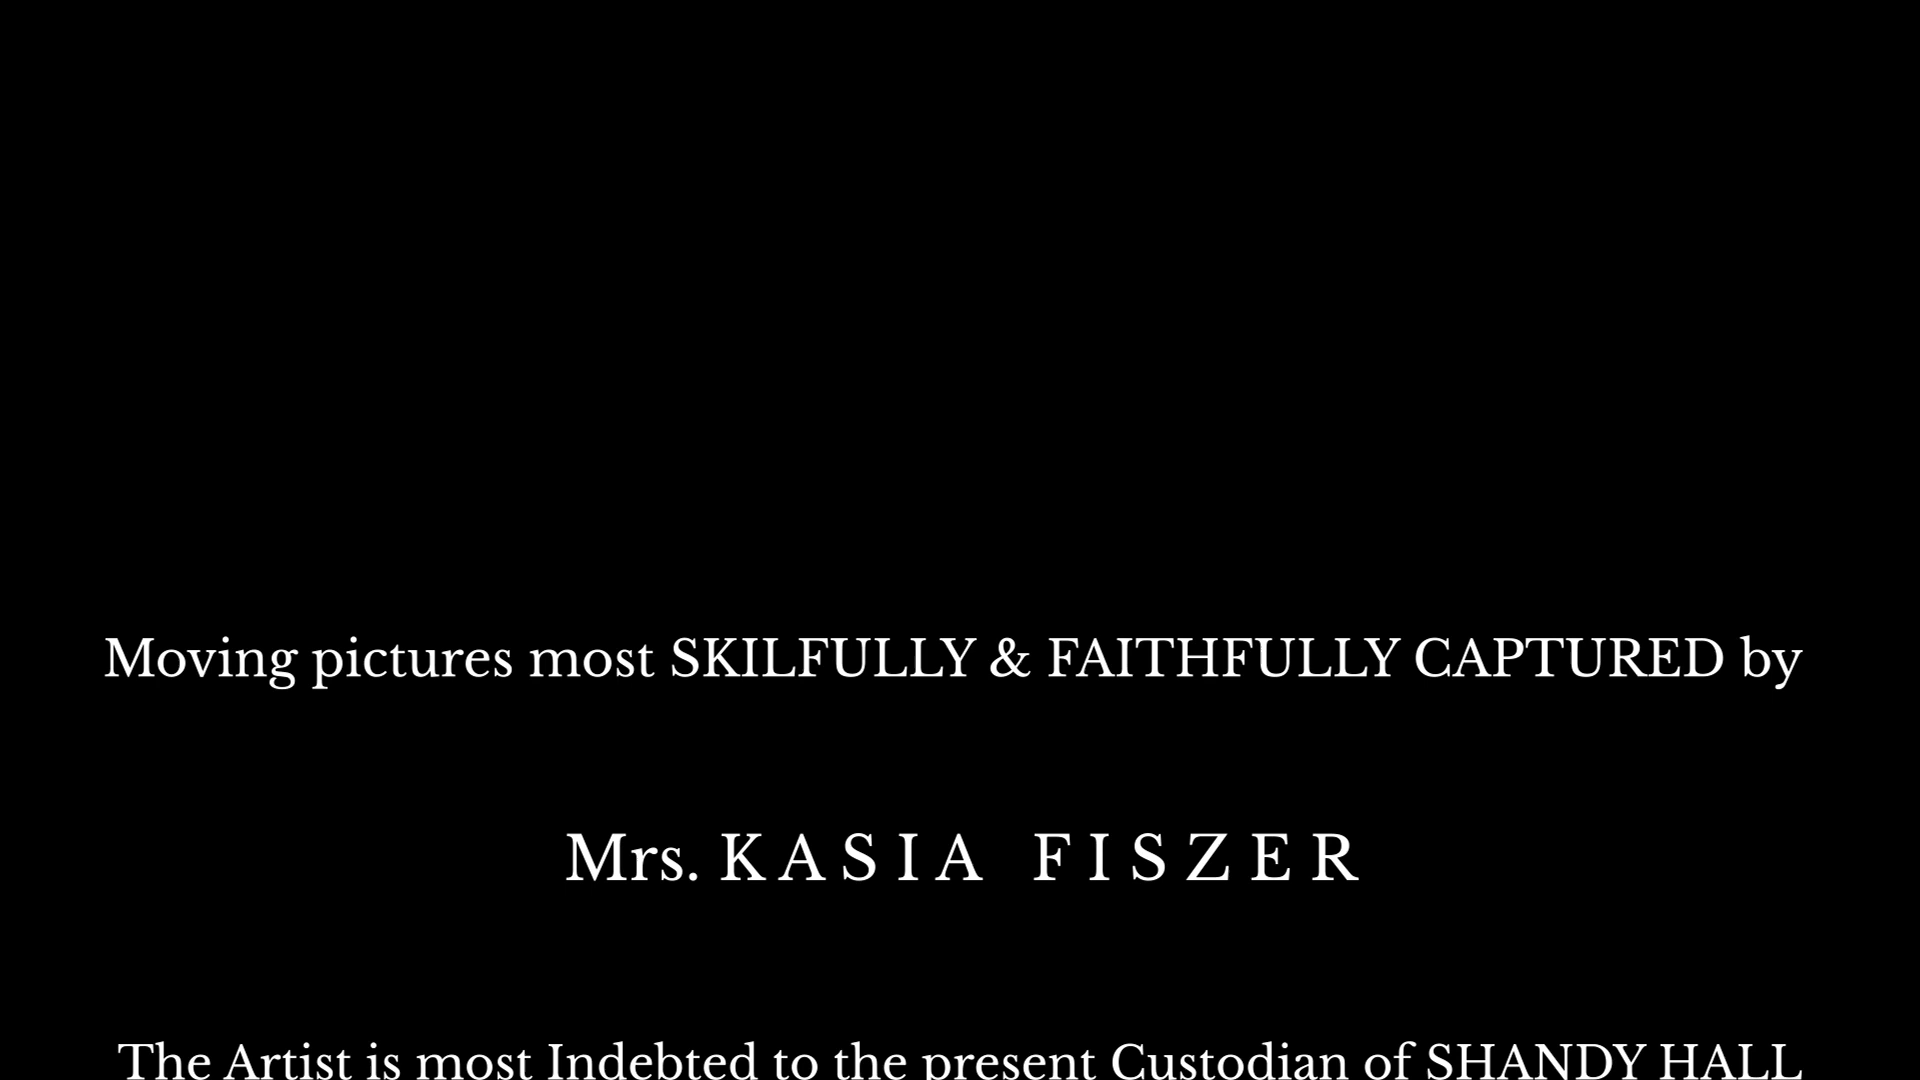 Moving pictures most SKILFULLY & FAITHFULLY CAPTURED by
Mrs. K A S I A F I S Z E R
The Artist is most Indebted to the present Custodian of SHANDY HALL